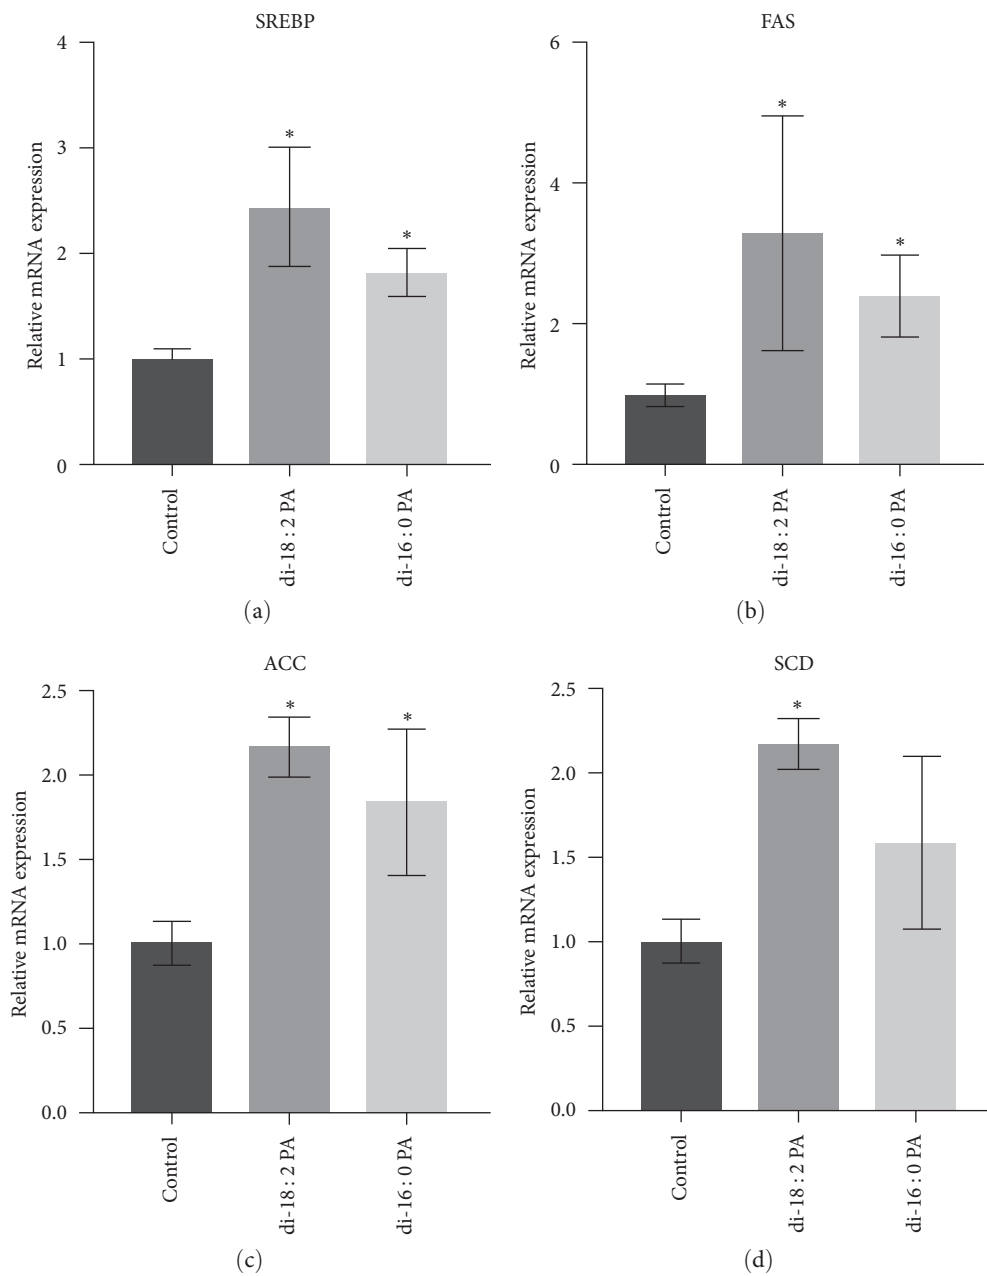 SREBP
4
3
2
1
0
Relative mRNA expression
*
*
Control
di-18 : 2 PA
di-16 : 0 PA
(a)
FAS
6
4
2
0
Relative mRNA expression
*
*
Control
di-18 : 2 PA
di-16 : 0 PA
(b)
ACC
2.5
2.0
1.5
1.0
0.5
0.0
Relative mRNA expression
*
*
Control
di-18 : 2 PA
di-16 : 0 PA
(c)
SCD
2.5
2.0
1.5
1.0
0.5
0.0
Relative mRNA expression
*
Control
di-18 : 2 PA
di-16 : 0 PA
(d)